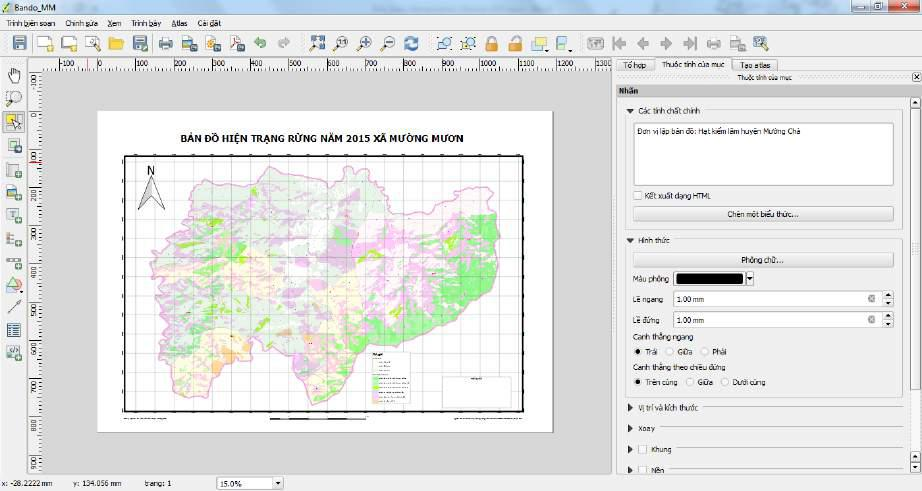 Bando_MM
Trình biên soạn Chỉnh sửa Xem Trình bày Atlas Cài đặt
-100 0 100 200 300 400 500 600 700 800 900 1000 1100 1200 1300
Tổ hợp Thuộc tính của mục Tạo atlas
Thuộc tính của mục
Nhãn
Các tính chất chính
Đơn vị lập bản đồ: Hạt kiểm lâm huyện Mường Chà
Kết xuất dạng HTML
Chèn một biểu thức...
Hình thức
Phông chữ...
Màu phông
Lề ngang 1.00 mm
Lề đứng 1.00 mm
Canh thẳng ngang
Trái Giữa Phải
Canh thẳng theo chiều đứng
Trên cùng Giữa Dưới cùng
Vị trí và kích thước
Xoay
Khung
Nền
BẢN ĐỒ HIỆN TRẠNG RỪNG NĂM 2015 XÃ MƯỜNG MƯƠN
N
x: -28.2222 mm y: 134.056 mm trang: 1 15.0%